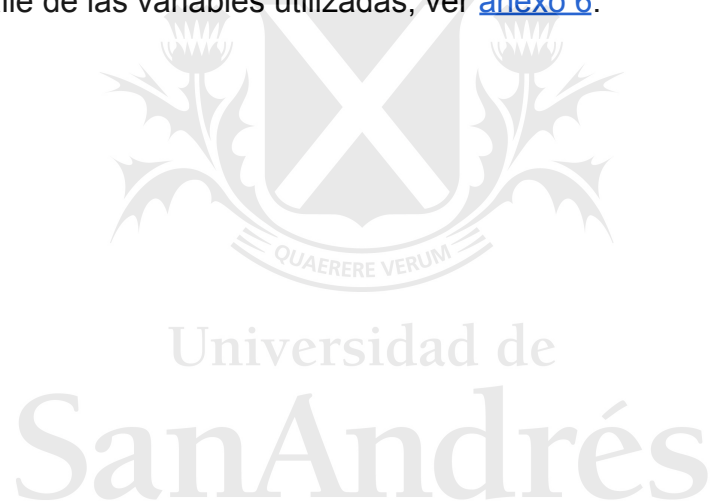 lle de las variables utilizadas, ver anexo 6.
QUAERERE VERUM
Universidad de
SanAndrés